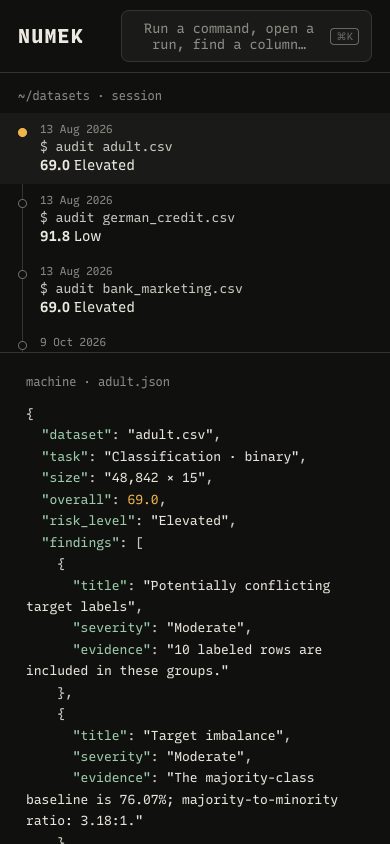 NUMEK
Run a command, open a
run, find a column…
⌘K
~/datasets · session
13 Aug 2026
$ audit adult.csv
69.0 Elevated
13 Aug 2026
$ audit german_credit.csv
91.8 Low
13 Aug 2026
$ audit bank_marketing.csv
69.0 Elevated
9 Oct 2026
machine · adult.json
{
"dataset": "adult.csv",
"task": "Classification · binary",
"size": "48,842 × 15",
"overall": 69.0,
"risk_level": "Elevated",
"findings": [
{
"title": "Potentially conflicting
target labels",
"severity": "Moderate",
"evidence": "10 labeled rows are
included in these groups."
},
{
"title": "Target imbalance",
"severity": "Moderate",
"evidence": "The majority-class
baseline is 76.07%; majority-to-minority
ratio: 3.18:1."
}